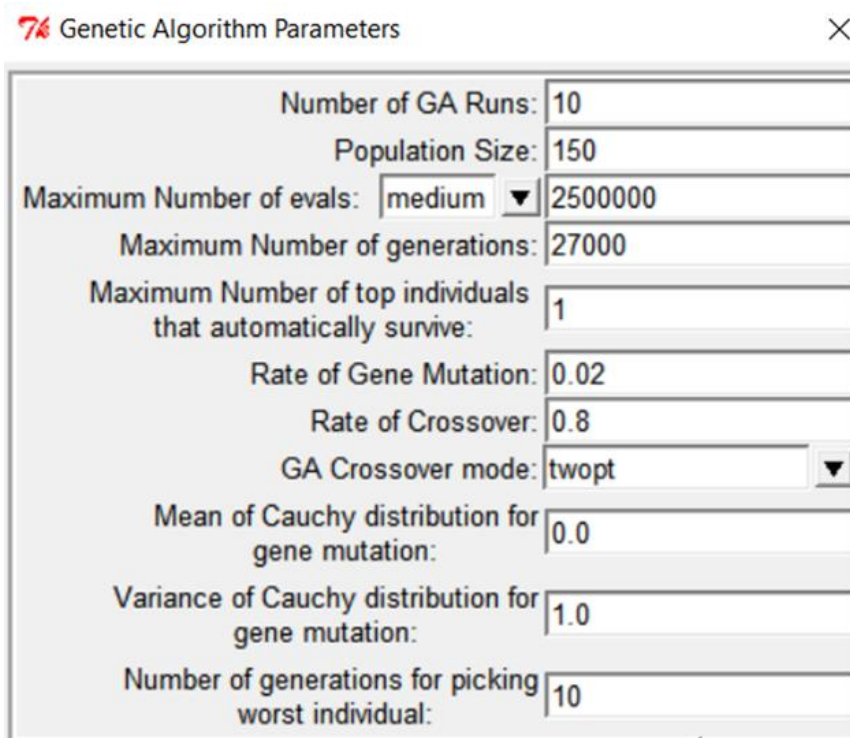 Genetic Algorithm Parameters
Number of GA Runs: 10
Population Size: 150
Maximum Number of evals: medium 2500000
Maximum Number of generations: 27000
Maximum Number of top individuals
that automatically survive: 1
Rate of Gene Mutation: 0.02
Rate of Crossover: 0.8
GA Crossover mode: twopt
Mean of Cauchy distribution for
gene mutation: 0.0
Variance of Cauchy distribution for
gene mutation: 1.0
Number of generations for picking
worst individual: 10